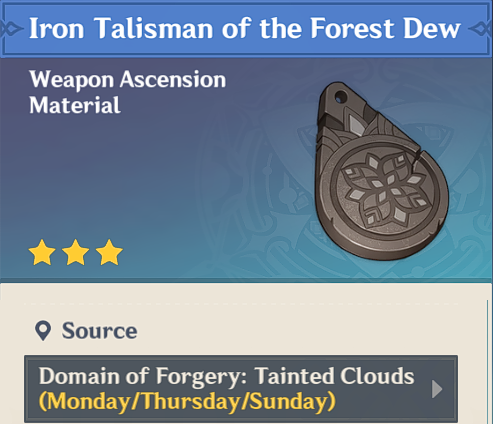 Iron Talisman of the Forest Dew
Weapon Ascension
Material
Source
Domain of Forgery: Tainted Clouds
(Monday/Thursday/Sunday)